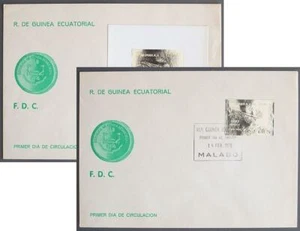 R. DE GUINEA ECUATORIAL
F. D. C.
PRIMER DIA DE CIRCULACION
R. DE GUINEA ECUATORIAL
MALABO
F. D. C.
PRIMER DIA DE CIRCULACION